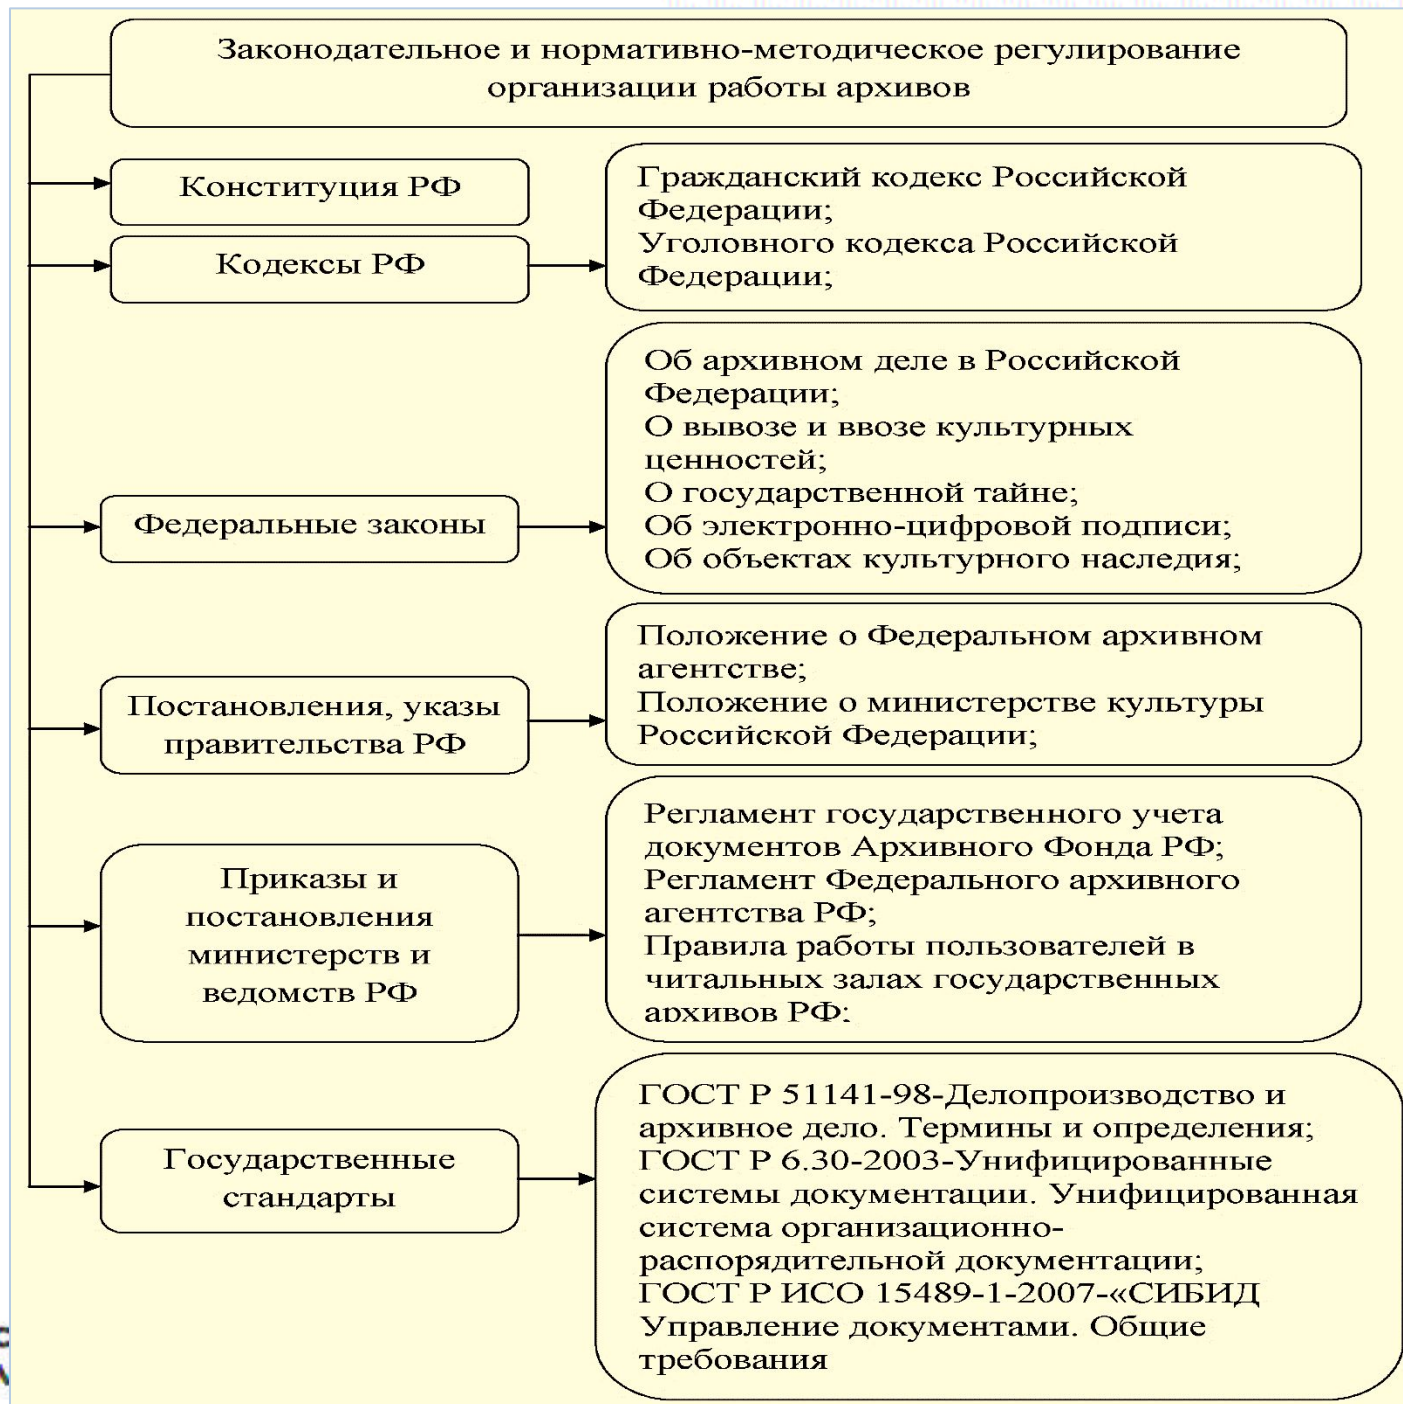 Законодательное и нормативно-методическое регулирование
организации работы архивов
Конституция РФ
Кодексы РФ
Гражданский кодекс Российской
Федерации;
Уголовного кодекса Российской
Федерации;
Федеральные законы
Об архивном деле в Российской
Федерации;
О вывозе и ввозе культурных
ценностей;
О государственной тайне;
Об электронно-цифровой подписи;
Об объектах культурного наследия;
Постановления, указы
правительства РФ
Положение о Федеральном архивном
агентстве;
Положение о министерстве культуры
Российской Федерации;
Приказы и
постановления
министерств и
ведомств РФ
Регламент государственного учета
документов Архивного Фонда РФ;
Регламент Федерального архивного
агентства РФ;
Правила работы пользователей в
читальных залах государственных
архивов РФ;
Государственные
стандарты
ГОСТ Р 51141-98-Делопроизводство и
архивное дело. Термины и определения;
ГОСТ Р 6.30-2003-Унифицированные
системы документации. Унифицированная
система организационно-
распорядительной документации;
ГОСТ Р ИСО 15489-1-2007-«СИБИД
Управление документами. Общие
требования